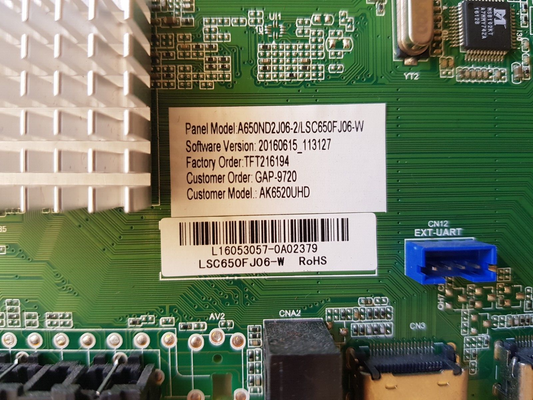 YT2
Panel Model:A650ND2J06-2/LSC650FJ06-W
Software Version: 20160615_113127
Factory Order:TFT216194
Customer Order: GAP-9720
Customer Model.: AK6520UHD
L16053057-0A02379
LSC650FJ06-W RoHS
CN12
EXT-UART
AV2
CNA2
CN3